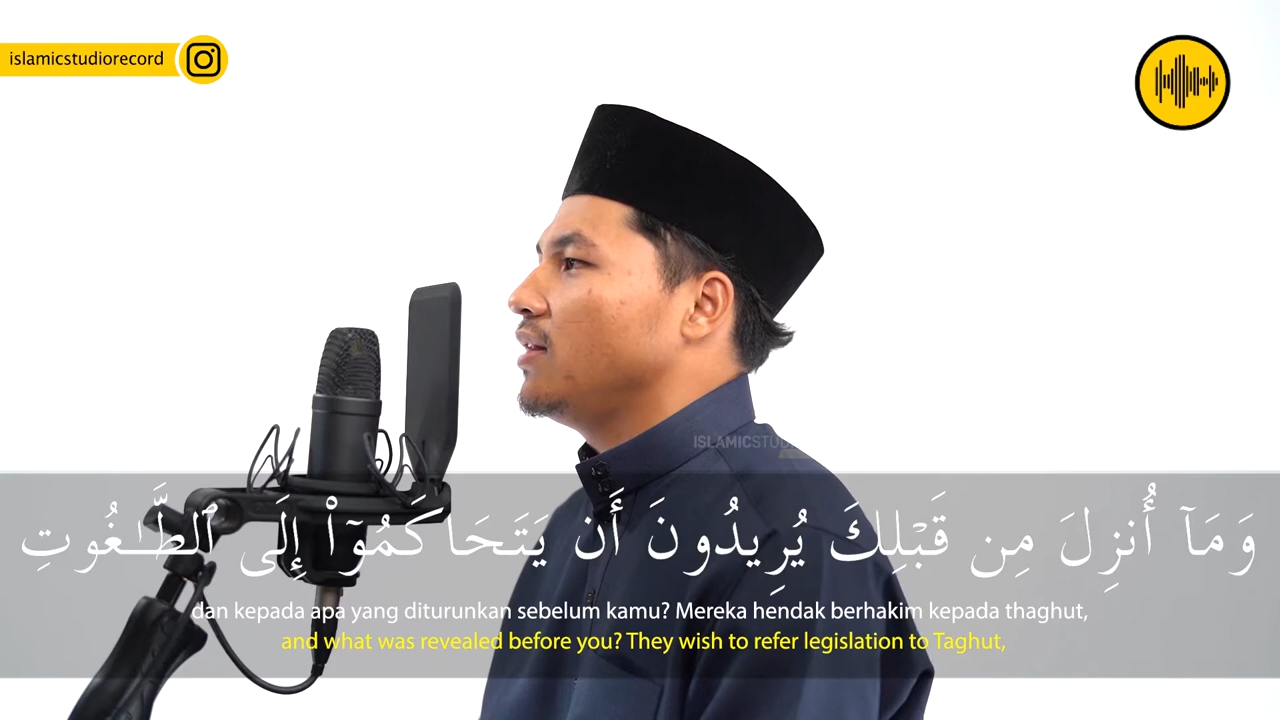 islamicstudiorecord
ISLAMICSTUD
وَمَآ أُنزِلَ مِن قَبْلِكَ يُرِيدُونَ أَن يَتَحَاكَمُوٓا۟ إِلَى ٱلطَّـٰغُوتِ
dan kepada apa yang diturunkan sebelum kamu? Mereka hendak berhakim kepada thaghut,
and what was revealed before you? They wish to refer legislation to Taghut,